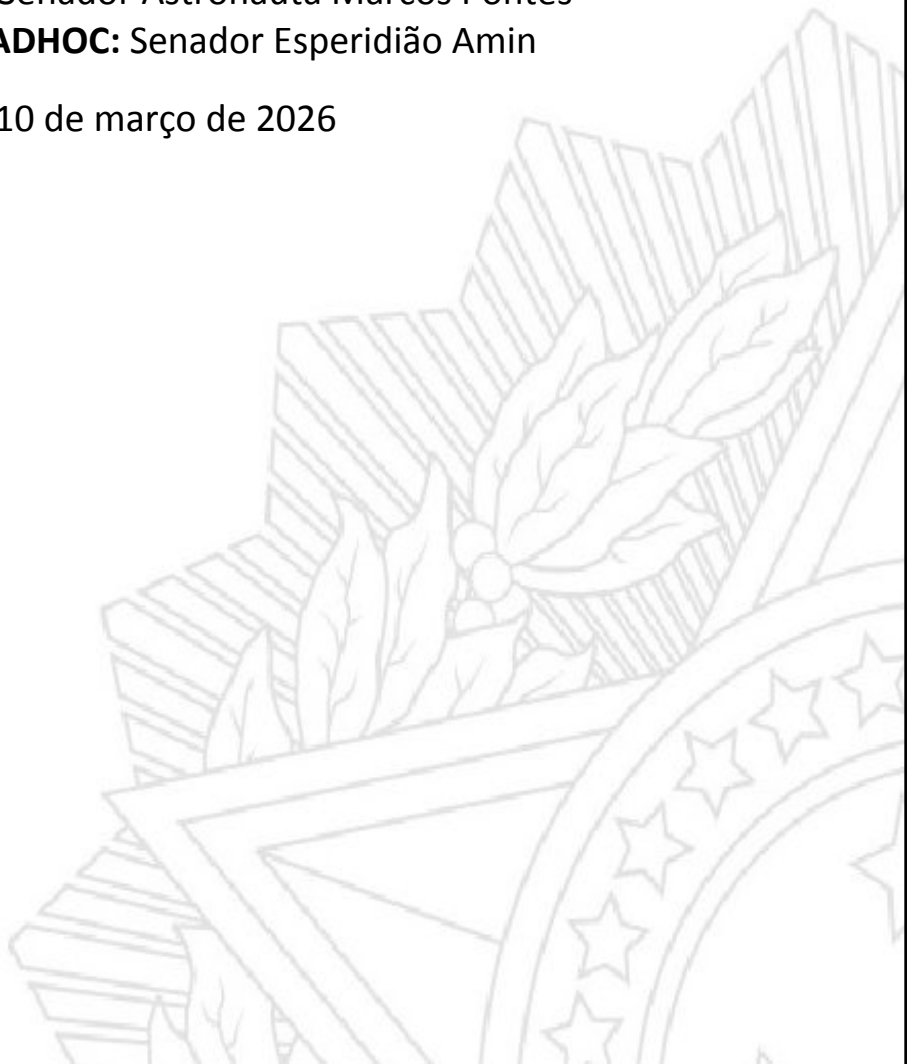 Senador Astronauta Marcos Pontes
ADHOC: Senador Esperidião Amin
10 de março de 2026